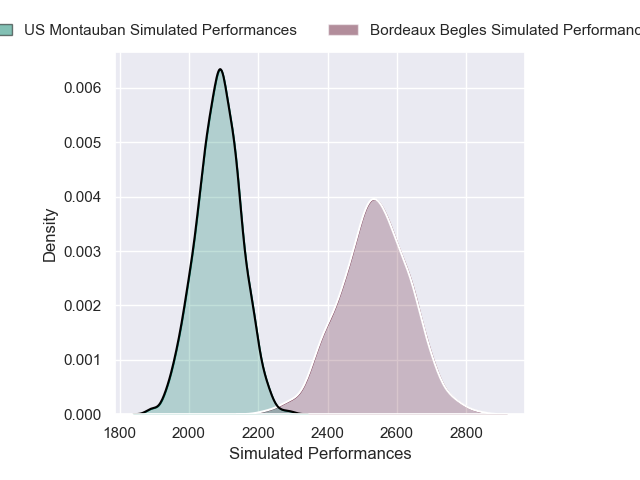 US Montauban Simulated Performances
Bordeaux Begles Simulated
0.006
0.005
0.004
0.003
0.002
0.001
0.000
Density
1800 2000 2200 2400 2600 2800
Simulated Performances